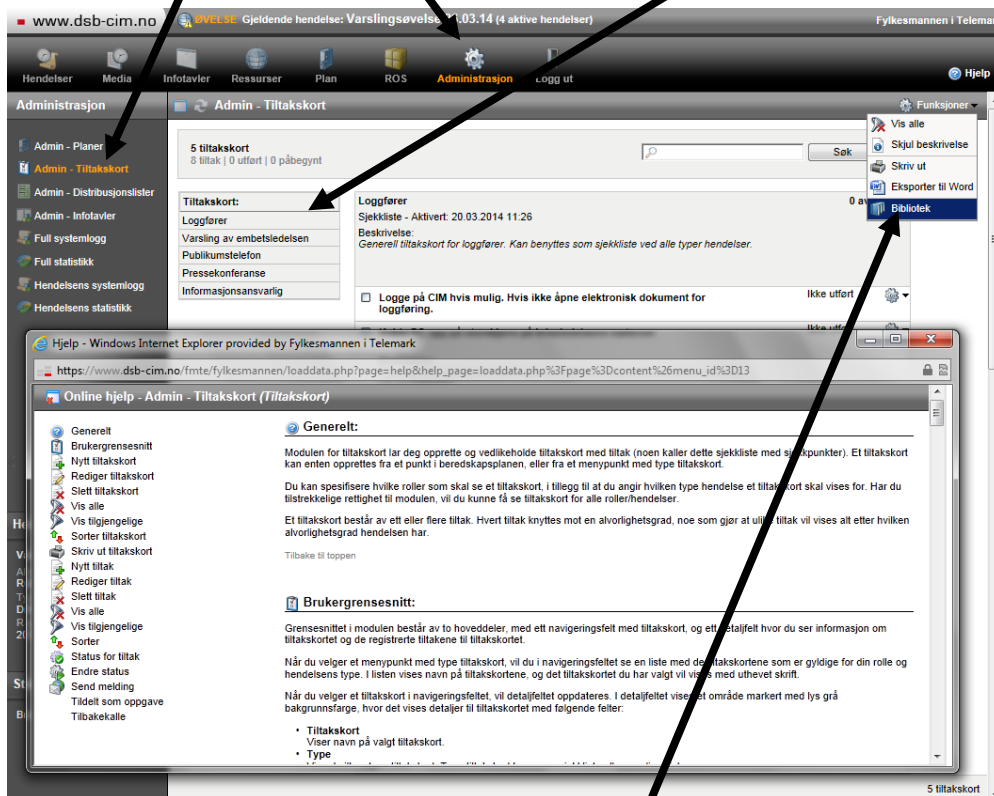 www.dsb-cim.no
ØVELSE Gjeldende hendelse: Varslingsøvelse .03.14 (4 aktive hendelser)
Fylkesmannen i Telemar
Hendelser Media Infotavler Ressurser Plan ROS Administrasjon Logg ut
Hjelp
Administrasjon
Admin - Tiltakskort
Funksjoner
Admin - Planer
Admin - Tiltakskort
Admin - Distribusjonslister
Admin - Infotavler
Full systemlogg
Full statistikk
Hendelsens systemlogg
Hendelsens statistikk
5 tiltakskort
8 tiltak | 0 utført | 0 påbegynt
Søk
Vis alle
Skjul beskrivelse
Skriv ut
Eksporter til Word
Bibliotek
Tiltakskort:
Loggfører
Varsling av embetsledelsen
Publikumstelefon
Pressekonferanse
Informasjonsansvarlig
Loggfører
0 av
Sjekkliste - Aktivert: 20.03.2014 11:26
Beskrivelse:
Generell tiltakskort for loggfører. Kan benyttes som sjekkliste ved alle typer hendelser.
Logge på CIM hvis mulig. Hvis ikke åpne elektronisk dokument for
loggføring.
Ikke utført
Hjelp - Windows Internet Explorer provided by Fylkesmannen i Telemark
https://www.dsb-cim.no/fmte/fylkesmannen/loaddata.php?page=help&help_page=loaddata.php%3Fpage%3Dcontent%26menu_id%3D13
Online hjelp - Admin - Tiltakskort (Tiltakskort)
Generelt
Brukergrensesnitt
Nytt tiltakskort
Rediger tiltakskort
Slett tiltakskort
Vis alle
Vis tilgjengelige
Sorter tiltakskort
Skriv ut tiltakskort
Nytt tiltak
Rediger tiltak
Slett tiltak
Vis alle
Vis tilgjengelige
Sorter
Status for tiltak
Endre status
Send melding
Tildelt som oppgave
Tilbakekalle
Generelt:
Modulen for tiltakskort lar deg opprette og vedlikeholde tiltakskort med tiltak (noen kaller dette sjekkliste med sjekkpunkter). Et tiltakskort
kan enten opprettes fra et punkt i beredskapsplanen, eller fra et menypunkt med type tiltakskort.
Du kan spesifisere hvilke roller som skal se et tiltakskort, i tillegg til at du angir hvilken type hendelse et tiltakskort skal vises for. Har du
tilstrekkelige rettighet til modulen, vil du kunne få se tiltakskort for alle roller/hendelser.
Et tiltakskort består av ett eller flere tiltak. Hvert tiltak knyttes mot en alvorlighetsgrad, noe som gjør at ulike tiltak vil vises alt etter hvilken
alvorlighetsgrad hendelsen har.
Tilbake til toppen
Brukergrensesnitt:
Grensesnittet i modulen består av to hoveddeler, med ett navigeringsfelt med tiltakskort, og ett detaljfelt hvor du ser informasjon om
tiltakskortet og de registrerte tiltakene til tiltakskortet.
Når du velger et menypunkt med type tiltakskort, vil du i navigeringsfeltet se en liste med de tiltakskortene som er gyldige for din rolle og
hendelsens type. I listen vises navn på tiltakskortene, og det tiltakskortet du har valgt vil vises med uthevet skrift.
Når du velger et tiltakskort i navigeringsfeltet, vil detaljfeltet oppdateres. I detaljfeltet vises et område markert med lys grå
bakgrunnsfarge, hvor det vises detaljer til tiltakskortet med følgende felter:
• Tiltakskort
Viser navn på valgt tiltakskort.
• Type
5 tiltakskort